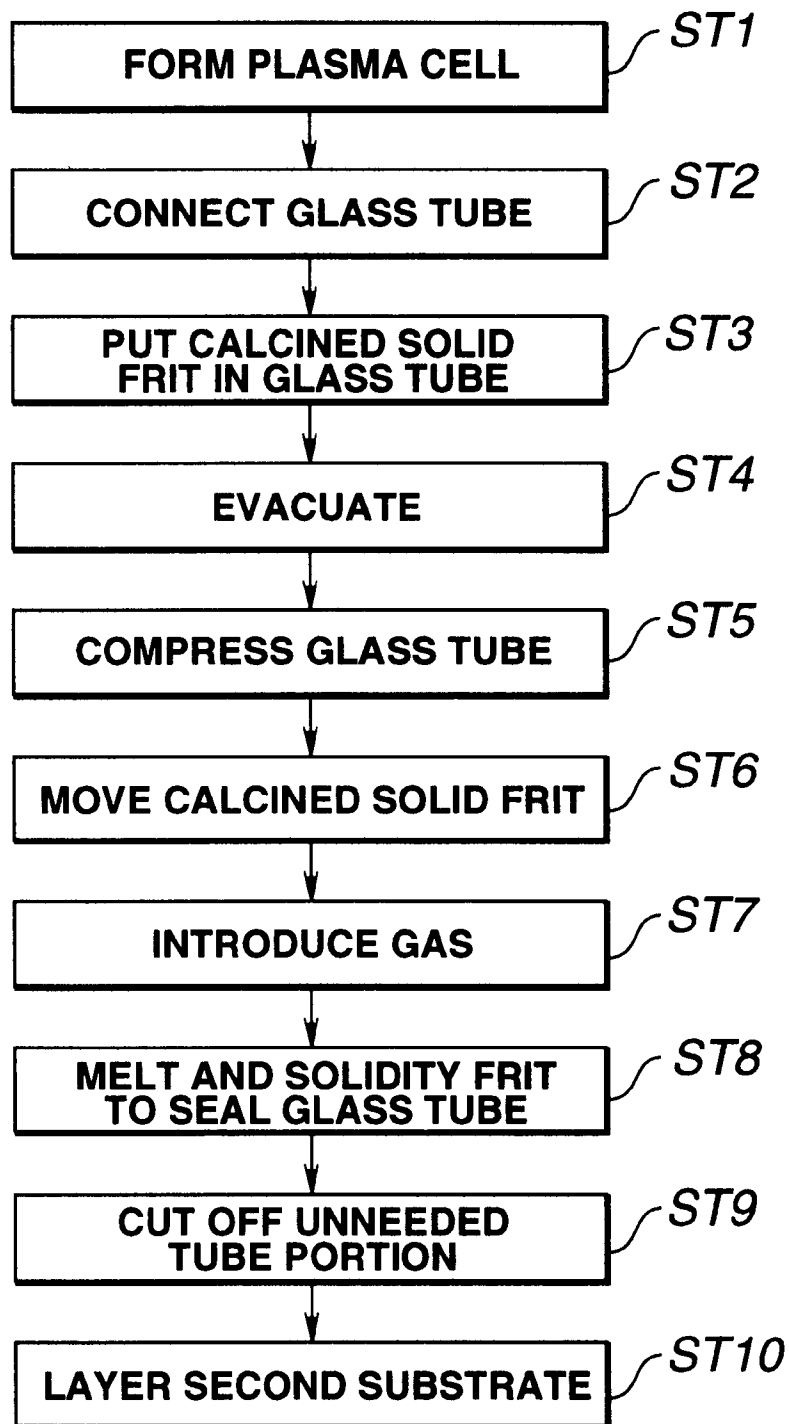 FORM PLASMA CELL
ST1
CONNECT GLASS TUBE
ST2
PUT CALCINED SOLID
FRIT IN GLASS TUBE
ST3
EVACUATE
ST4
COMPRESS GLASS TUBE
ST5
MOVE CALCINED SOLID FRIT
ST6
INTRODUCE GAS
ST7
MELT AND SOLIDITY FRIT
TO SEAL GLASS TUBE
ST8
CUT OFF UNNEEDED
TUBE PORTION
ST9
LAYER SECOND SUBSTRATE
ST10